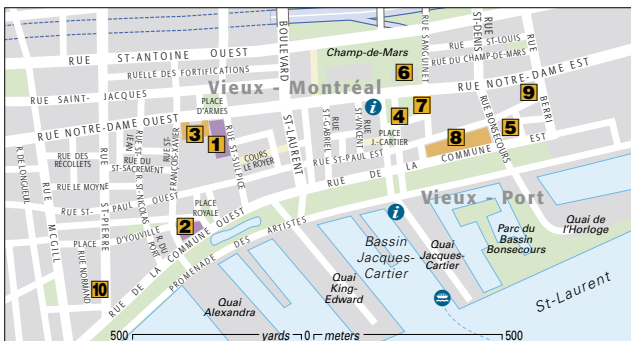 RUE ST-ANTOINE OUEST
BOULEVARD
ST-LAURENT
Champ-de-Mars
RUE SANGUINET
RUE ST-DENIS
RUE ST-LOUIS
RUE DU CHAMP-DE-MARS
RUELLE DES FORTIFICATIONS
Vieux - Montréal
6
RUE NOTRE-DAME EST
RUE SAINT- JACQUES
PLACE D'ARMES
i
7
9
BERRI
RUE NOTRE-DAME OUEST
3
1
RUE ST-SULPICE
RUE ST-GABRIEL
RUE ST-VINCENT
4
PLACE J.-CARTIER
8
RUE BONSECOURS
5
R. DE LONGUEUIL
RUE DES RÉCOLLETS
RUE ST-JEAN
RUE DU ST-SACREMENT
RUE ST-FRANÇOIS-XAVIER
COURS LE ROYER
RUE ST-PAUL EST
RUE DE LA COMMUNE EST
RUE LE MOYNE
R. ST-NICOLAS
Vieux - Port
RUE ST-PAUL OUEST
PLACE ROYALE
2
i
MCGILL
RUE ST-PIERRE
PLACE D'YOUVILLE
R. DU PORT
RUE DE LA COMMUNE OUEST
PROMENADE DES ARTISTES
RUE NORMAND
10
Bassin Jacques-Cartier
Quai Jacques-Cartier
Parc du Bassin Bonsecours
Quai de l'Horloge
Quai King-Edward
Quai Alexandra
St-Laurent
500 yards 0 meters 500